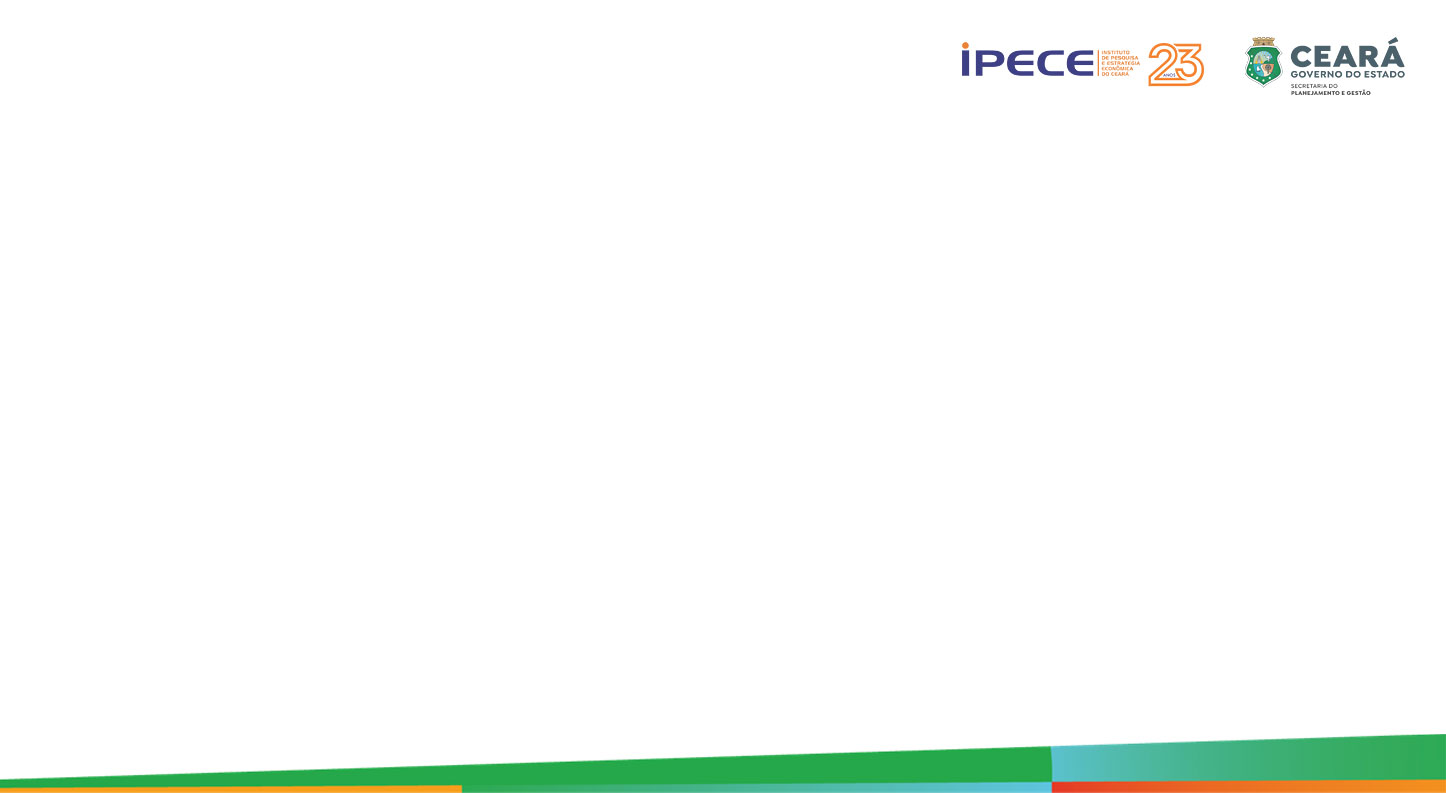 iPECE
INSTITUTO
DE PESQUISA
E ESTRATÉGIA
ECONÔMICA
DO CEARÁ
23
ANOS
CEARÁ
GOVERNO DO ESTADO
SECRETARIA DO
PLANEJAMENTO E GESTÃO